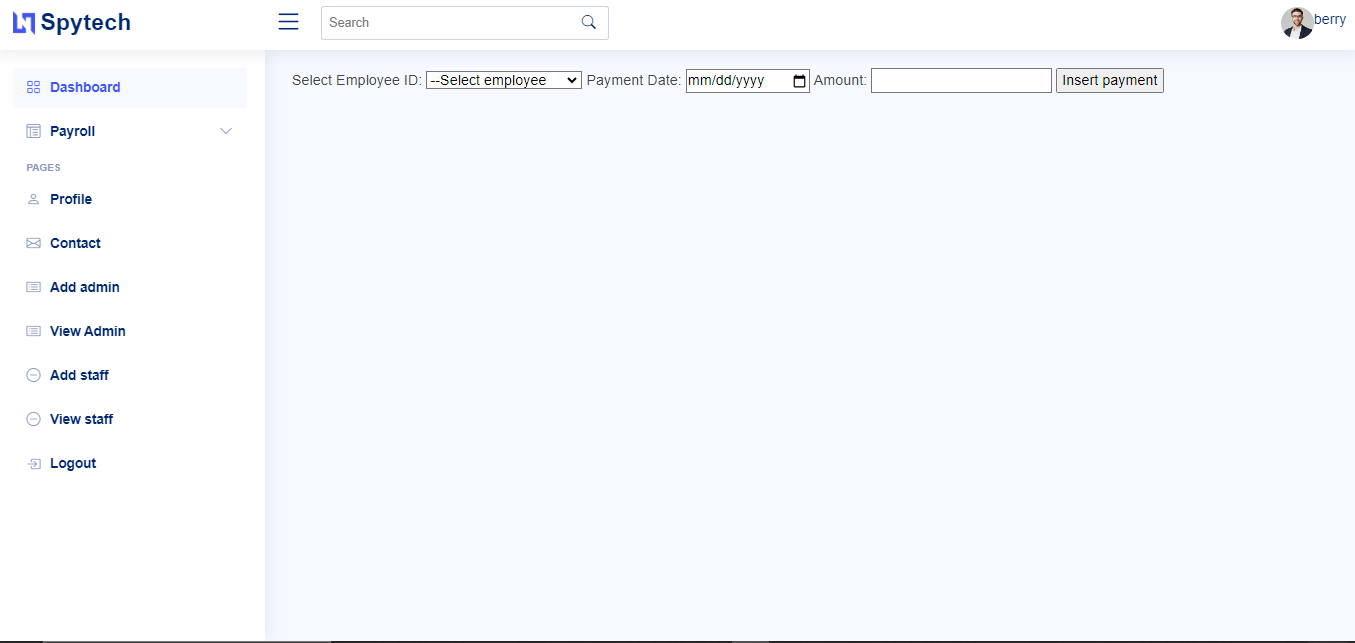 Spytech
Search
berry
Dashboard
Payroll
PAGES
Profile
Contact
Add admin
View Admin
Add staff
View staff
Logout
Select Employee ID: --Select employee Payment Date: mm/dd/yyyy Amount: Insert payment